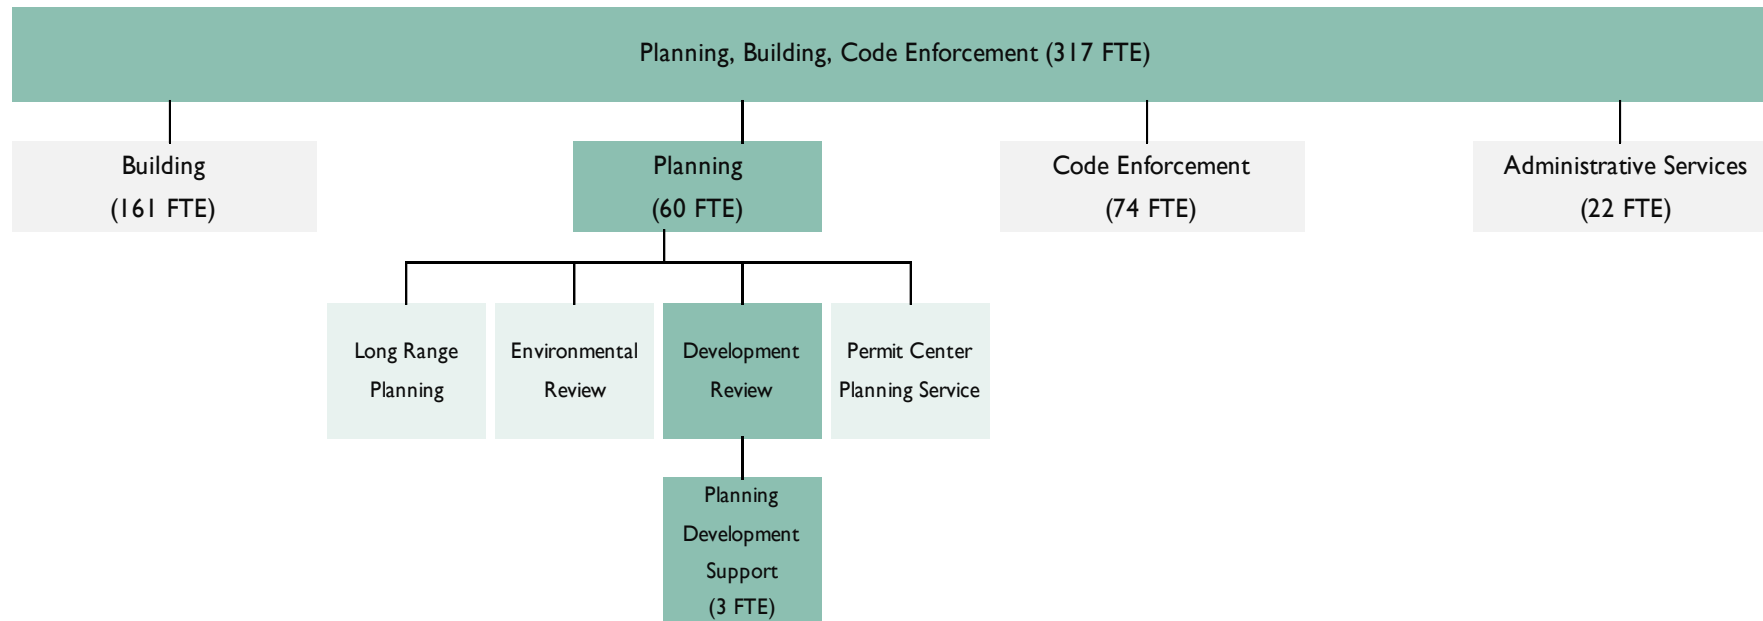 Planning, Building, Code Enforcement (317 FTE)
Building
(161 FTE)
Planning
(60 FTE)
Code Enforcement
(74 FTE)
Administrative Services
(22 FTE)
Long Range
Planning
Environmental
Review
Development
Review
Permit Center
Planning Service
Planning
Development
Support
(3 FTE)